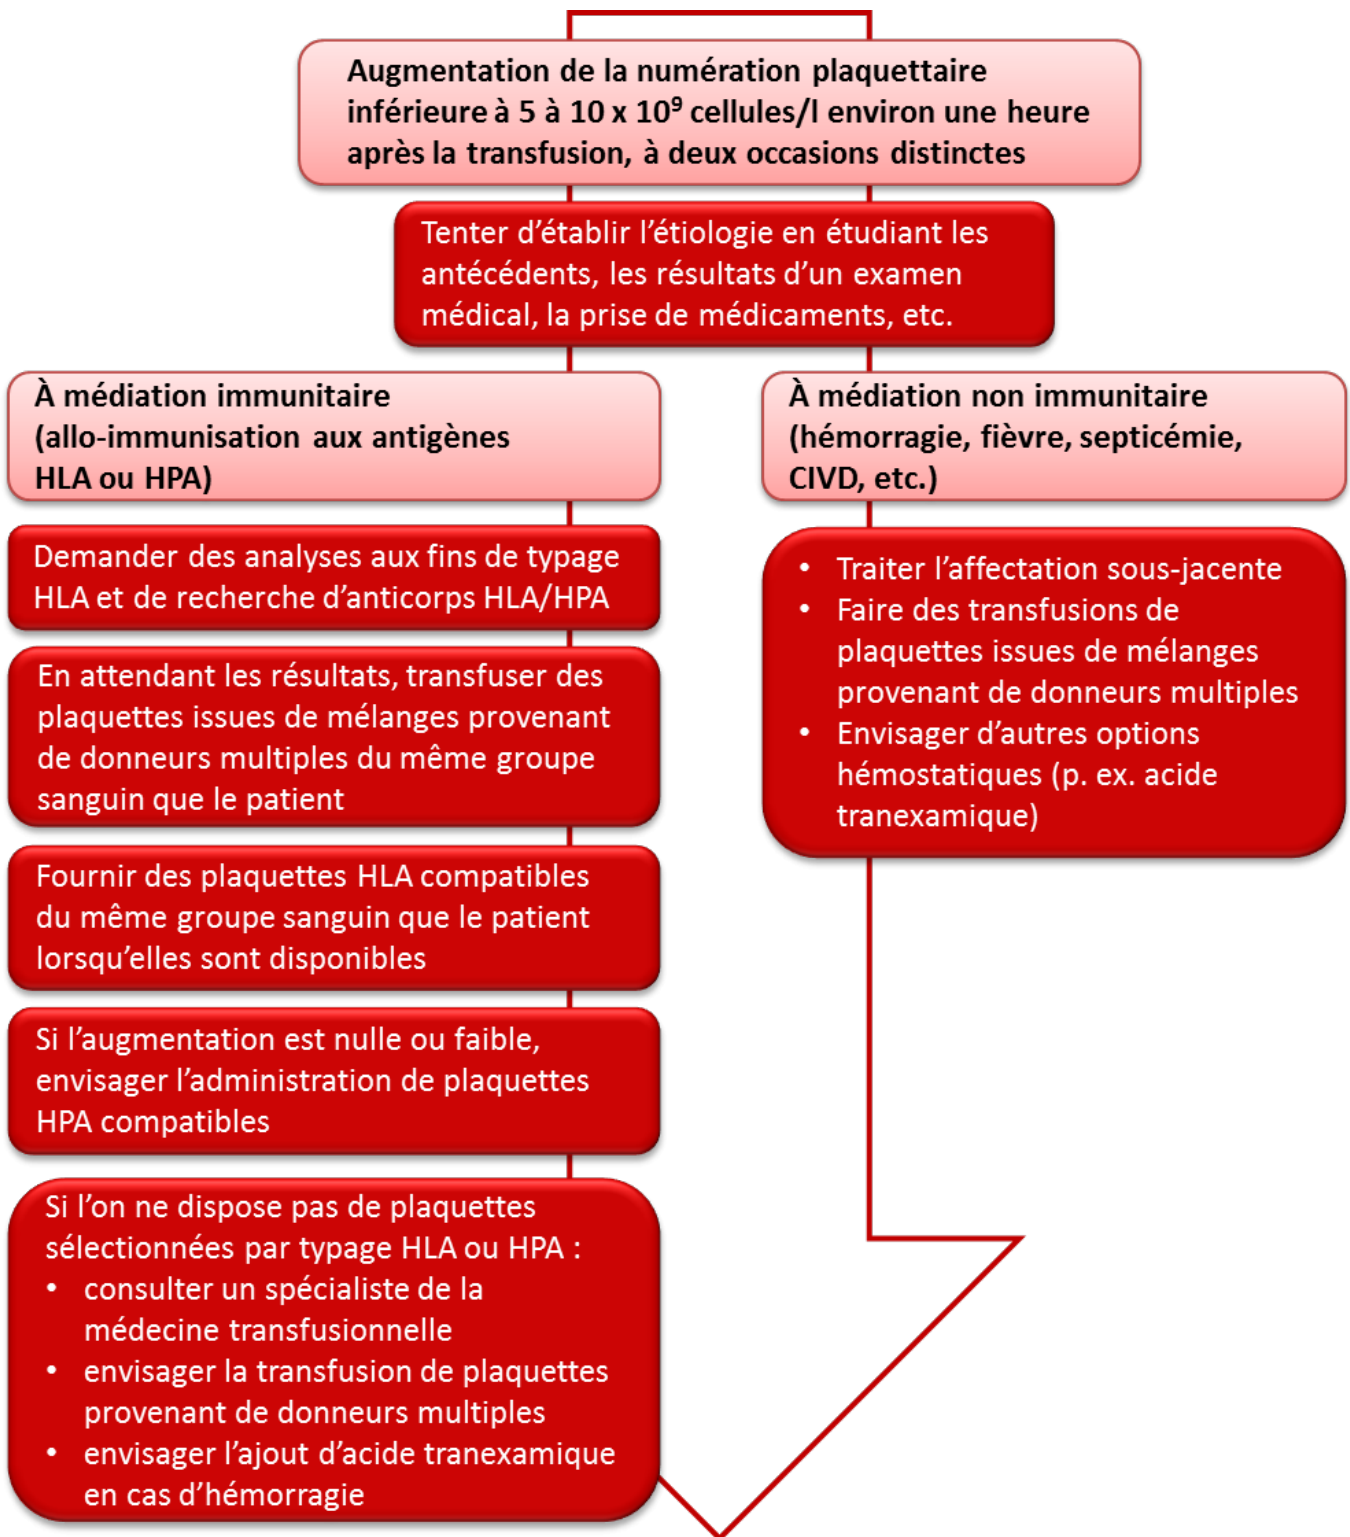 Augmentation de la numération plaquettaire
inférieure à 5 à 10 x 10⁹ cellules/l environ une heure
après la transfusion, à deux occasions distinctes
Tenter d’établir l’étiologie en étudiant les
antécédents, les résultats d’un examen
médical, la prise de médicaments, etc.
À médiation immunitaire
(allo-immunisation aux antigènes
HLA ou HPA)
Demander des analyses aux fins de typage
HLA et de recherche d’anticorps HLA/HPA
En attendant les résultats, transfuser des
plaquettes issues de mélanges provenant
de donneurs multiples du même groupe
sanguin que le patient
Fournir des plaquettes HLA compatibles
du même groupe sanguin que le patient
lorsqu’elles sont disponibles
Si l’augmentation est nulle ou faible,
envisager l’administration de plaquettes
HPA compatibles
Si l’on ne dispose pas de plaquettes
sélectionnées par typage HLA ou HPA :
• consulter un spécialiste de la
médecine transfusionnelle
• envisager la transfusion de plaquettes
provenant de donneurs multiples
• envisager l’ajout d’acide tranexamique
en cas d’hémorragie
À médiation non immunitaire
(hémorragie, fièvre, septicémie,
CIVD, etc.)
• Traiter l’affectation sous-jacente
• Faire des transfusions de
plaquettes issues de mélanges
provenant de donneurs multiples
• Envisager d’autres options
hémostatiques (p. ex. acide
tranexamique)